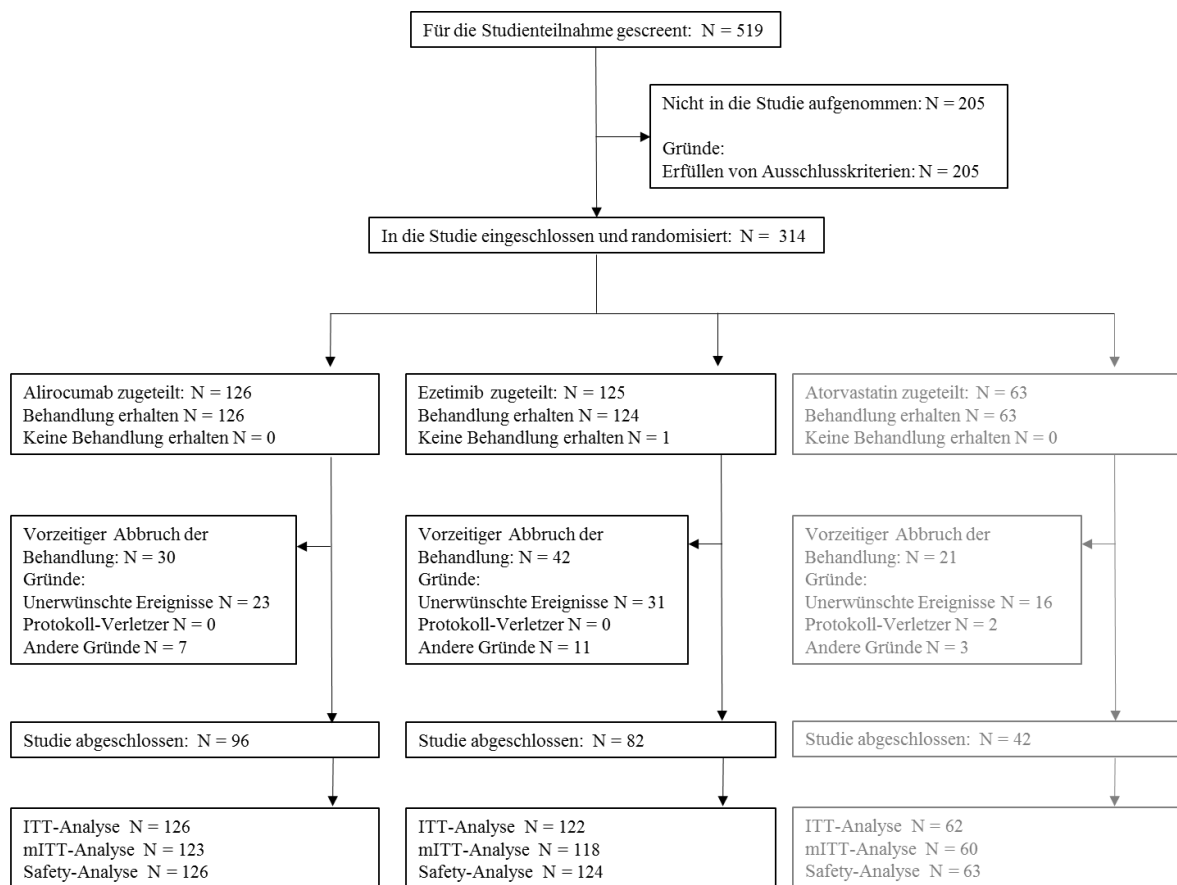 Für die Studienteilnahme gescreent: N = 519
Nicht in die Studie aufgenommen: N = 205
Gründe:
Erfüllen von Ausschlusskriterien: N = 205
In die Studie eingeschlossen und randomisiert: N = 314
Alirocumab zugeteilt: N = 126
Behandlung erhalten N = 126
Keine Behandlung erhalten N = 0
Ezetimib zugeteilt: N = 125
Behandlung erhalten N = 124
Keine Behandlung erhalten N = 1
Atorvastatin zugeteilt: N = 63
Behandlung erhalten N = 63
Keine Behandlung erhalten N = 0
Vorzeitiger Abbruch der
Behandlung: N = 30
Gründe:
Unerwünschte Ereignisse N = 23
Protokoll-Verletzer N = 0
Andere Gründe N = 7
Vorzeitiger Abbruch der
Behandlung: N = 42
Gründe:
Unerwünschte Ereignisse N = 31
Protokoll-Verletzer N = 0
Andere Gründe N = 11
Vorzeitiger Abbruch der
Behandlung: N = 21
Gründe:
Unerwünschte Ereignisse N = 16
Protokoll-Verletzer N = 2
Andere Gründe N = 3
Studie abgeschlossen: N = 96
Studie abgeschlossen: N = 82
Studie abgeschlossen: N = 42
ITT-Analyse N = 126
mITT-Analyse N = 123
Safety-Analyse N = 126
ITT-Analyse N = 122
mITT-Analyse N = 118
Safety-Analyse N = 124
ITT-Analyse N = 62
mITT-Analyse N = 60
Safety-Analyse N = 63